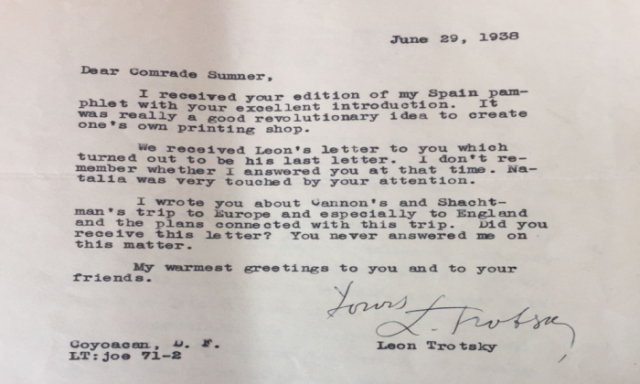 June 29, 1938
Dear Comrade Sumner,
I received your edition of my Spain pam-
phlet with your excellent introduction. It
was really a good revolutionary idea to create
one's own printing shop.
We received Leon's letter to you which
turned out to be his last letter. I don't re-
member whether I answered you at that time. Na-
talia was very touched by your attention.
I wrote you about Cannon's and Shacht-
man's trip to Europe and especially to England
and the plans connected with this trip. Did you
receive this letter? You never answered me on
this matter.
My warmest greetings to you and to your
friends.
Yours
L. Trotsky
Leon Trotsky
Coyoacan, D. F.
LT:joe 71-2